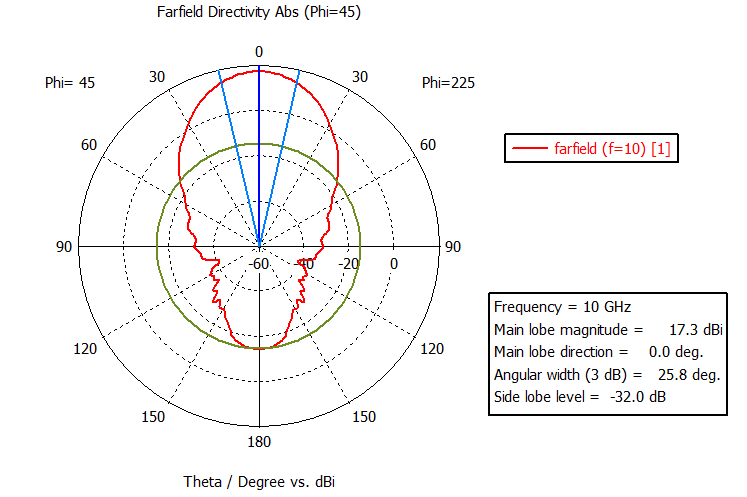 Farfield Directivity Abs (Phi=45)
0
Phi= 45
30
30
Phi=225
60
60
farfield (f=10) [1]
90
90
-60
-40
-20
0
Frequency = 10 GHz
Main lobe magnitude = 17.3 dBi
Main lobe direction = 0.0 deg.
Angular width (3 dB) = 25.8 deg.
Side lobe level = -32.0 dB
120
120
150
150
180
Theta / Degree vs. dBi